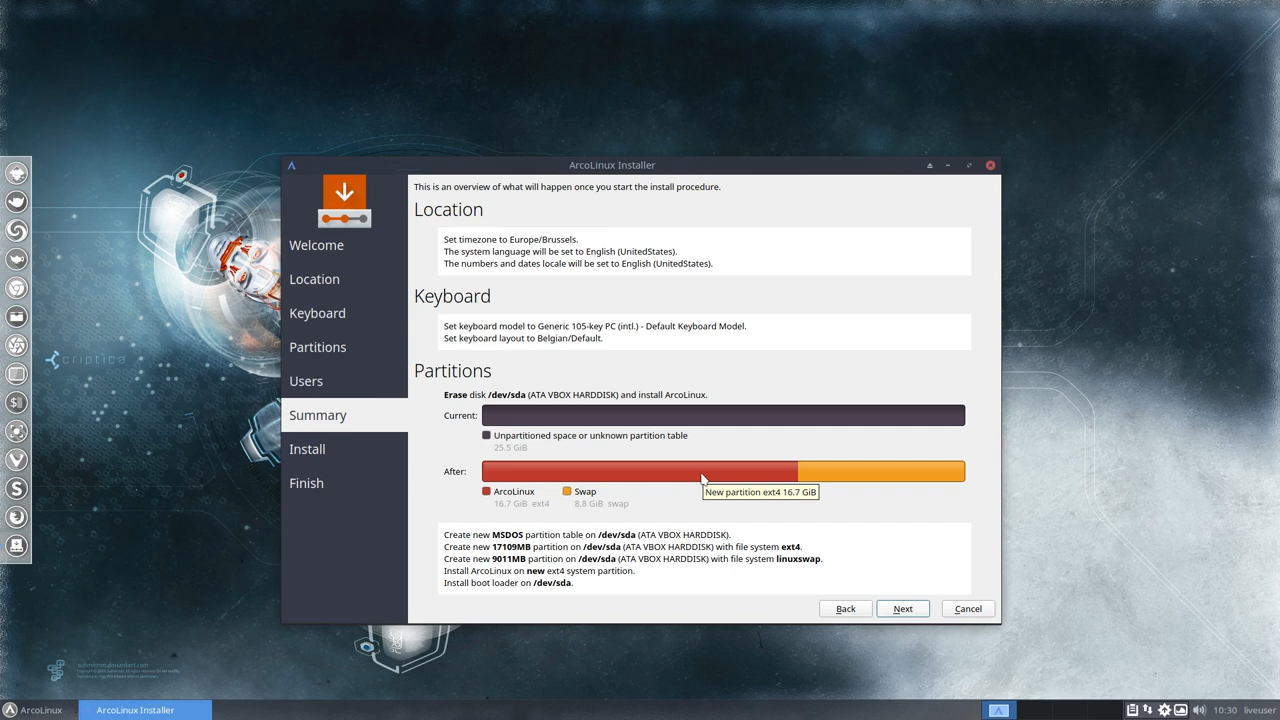 ArcoLinux Installer
This is an overview of what will happen once you start the install procedure.
Welcome
Location
Keyboard
Partitions
Users
Summary
Install
Finish
Location
Set timezone to Europe/Brussels.
The system language will be set to English (UnitedStates).
The numbers and dates locale will be set to English (UnitedStates).
Keyboard
Set keyboard model to Generic 105-key PC (intl.) - Default Keyboard Model.
Set keyboard layout to Belgian/Default.
Partitions
Erase disk /dev/sda (ATA VBOX HARDDISK) and install ArcoLinux.
Current:
Unpartitioned space or unknown partition table
25.5 GiB
After:
New partition ext4 16.7 GiB
ArcoLinux Swap
16.7 GiB ext4 8.8 GiB swap
Create new MSDOS partition table on /dev/sda (ATA VBOX HARDDISK).
Create new 17109MB partition on /dev/sda (ATA VBOX HARDDISK) with file system ext4.
Create new 9011MB partition on /dev/sda (ATA VBOX HARDDISK) with file system linuxswap.
Install ArcoLinux on new ext4 system partition.
Install boot loader on /dev/sda.
Back Next Cancel
criptica
ArcoLinux ArcoLinux Installer 10:30 liveuser